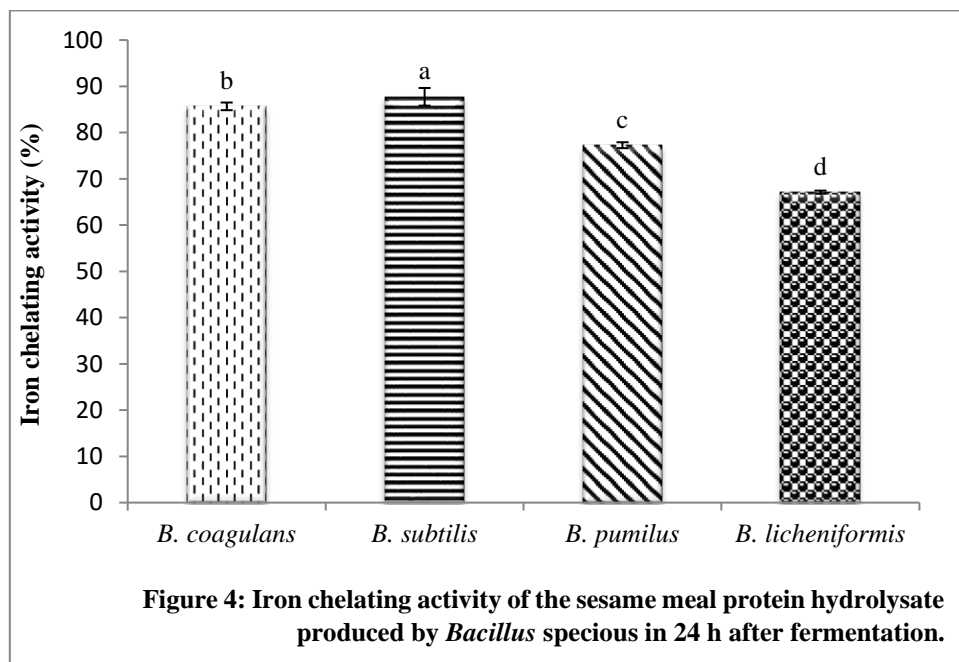 100
90
80
70
60
50
40
30
20
10
0
Iron chelating activity (%)
b
a
c
d
B. coagulans
B. subtilis
B. pumilus
B. licheniformis
Figure 4: Iron chelating activity of the sesame meal protein hydrolysate
produced by Bacillus specious in 24 h after fermentation.